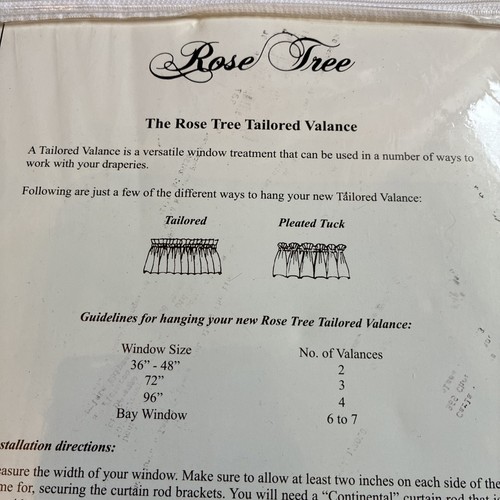 Rose Tree
The Rose Tree Tailored Valance
A Tailored Valance is a versatile window treatment that can be used in a number of ways to
work with your draperies.
Following are just a few of the different ways to hang your new Tailored Valance:
Tailored Pleated Tuck
Guidelines for hanging your new Rose Tree Tailored Valance:
Window Size No. of Valances
36” - 48” 2
72” 3
96” 4
Bay Window 6 to 7
stallation directions:
easure the width of your window. Make sure to allow at least two inches on each side of the
me for, securing the curtain rod brackets. You will need a “Continental” curtain rod that i